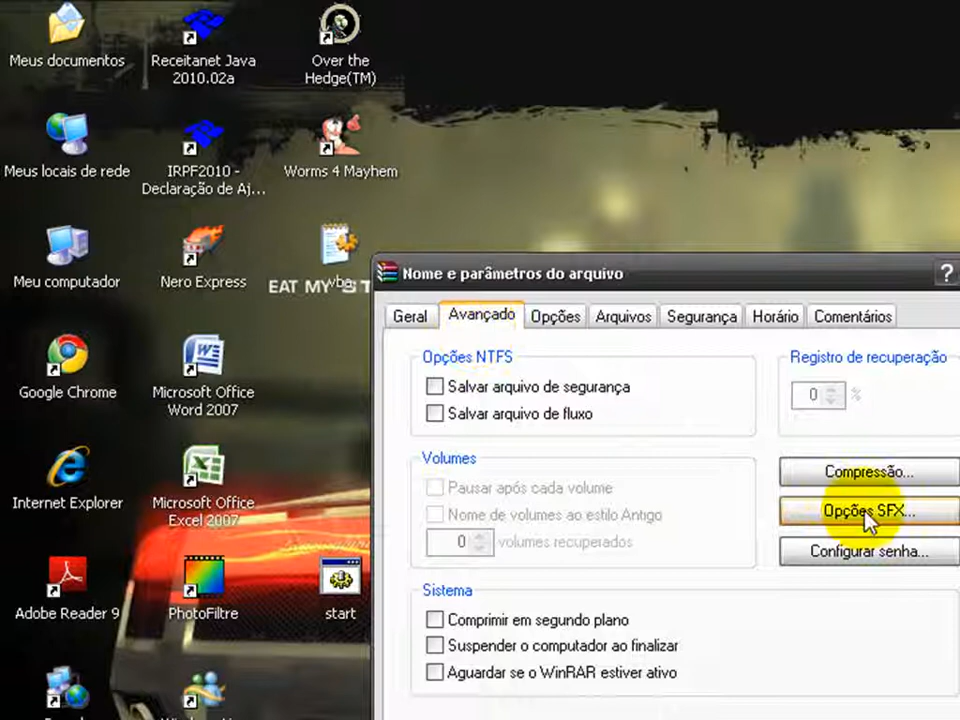 Meus documentos
Receitanet Java
2010.02a
Over the
Hedge(TM)
Meus locais de rede
IRPF2010 -
Declaração de Aj...
Worms 4 Mayhem
Meu computador
Nero Express
vba
EAT MY
Google Chrome
Microsoft Office
Word 2007
Internet Explorer
Microsoft Office
Excel 2007
Adobe Reader 9
PhotoFiltre
start
Nome e parâmetros do arquivo
?
Geral
Avançado
Opções
Arquivos
Segurança
Horário
Comentários
Opções NTFS
Salvar arquivo de segurança
Salvar arquivo de fluxo
Registro de recuperação
0 %
Volumes
Pausar após cada volume
Nome de volumes ao estilo Antigo
0 volumes recuperados
Compressão...
Opções SFX...
Configurar senha...
Sistema
Comprimir em segundo plano
Suspender o computador ao finalizar
Aguardar se o WinRAR estiver ativo